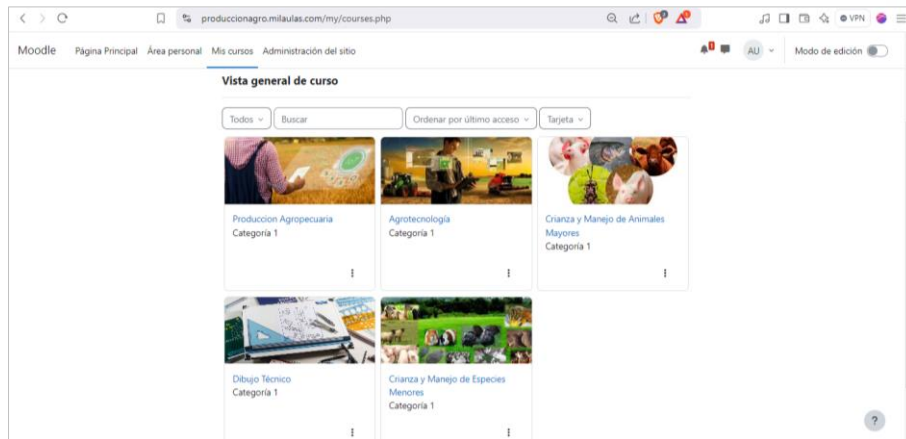 produccionagro.milaulas.com/my/courses.php
VPN
Moodle Página Principal Área personal Mis cursos Administración del sitio
1 AU Modo de edición
Vista general de curso
Todos Buscar Ordenar por último acceso Tarjeta
Produccion Agropecuaria
Categoría 1
Agrotecnología
Categoría 1
Crianza y Manejo de Animales
Mayores
Categoría 1
Dibujo Técnico
Categoría 1
Crianza y Manejo de Especies
Menores
Categoría 1
?